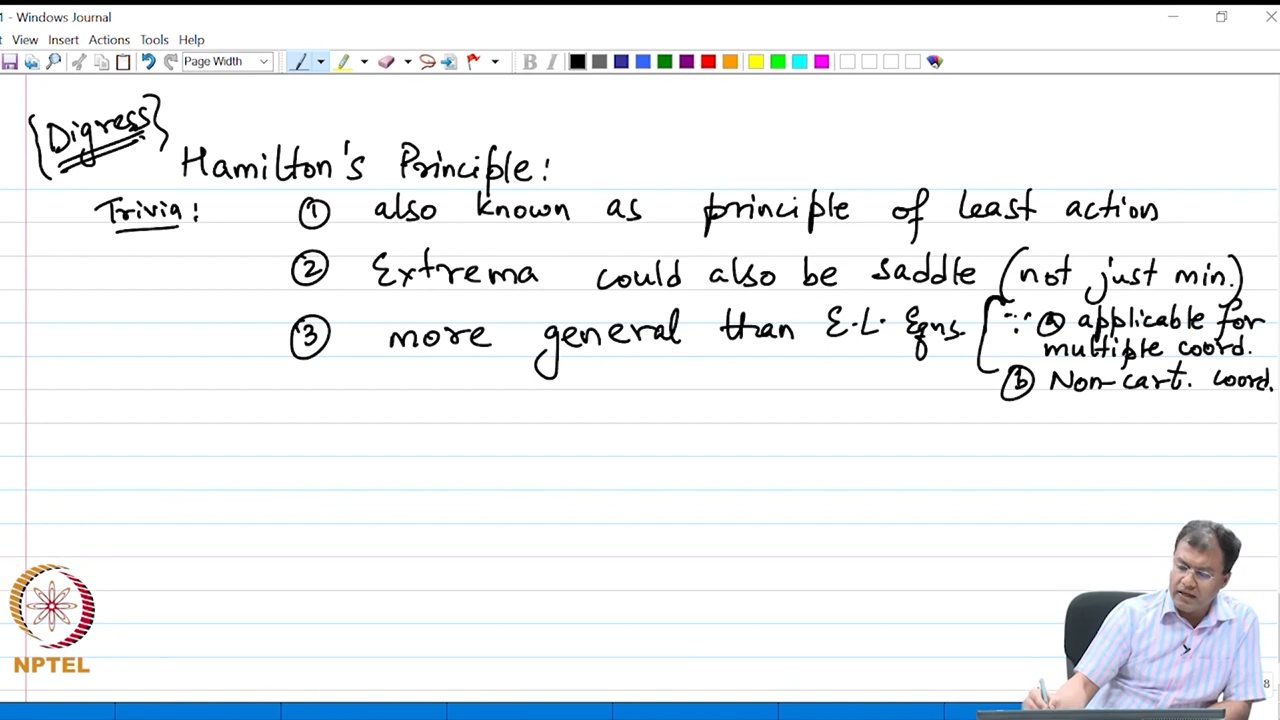 1 - Windows Journal
t View Insert Actions Tools Help
Page Width
B I
{Digress}
Hamilton's Principle:
Trivia: ① also known as principle of least action
② Extrema could also be saddle (not just min.)
③ more general than E.L. Eqns. [∵ ⓐ applicable for
multiple coord.
ⓑ Non-cart. coord.
NPTEL
8